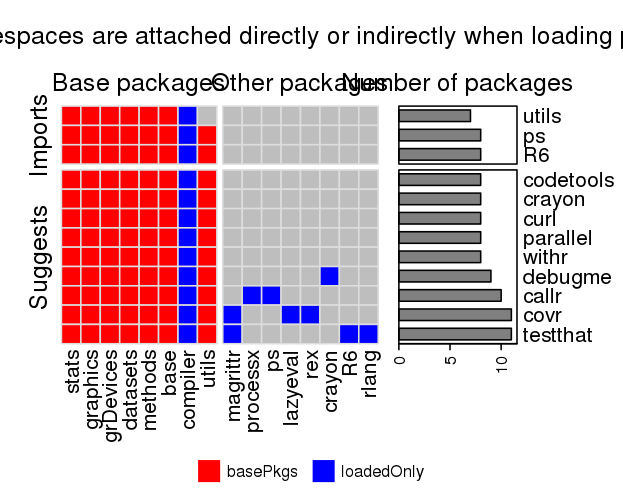 espaces are attached directly or indirectly when loading p
Base packages
Other packages
Number of packages
Imports
Suggests
utils
ps
R6
codetools
crayon
curl
parallel
withr
debugme
callr
covr
testthat
0
5
10
stats
graphics
grDevices
datasets
methods
base
compiler
utils
magrittr
processx
ps
lazyeval
rex
crayon
R6
rlang
basePkgs
loadedOnly